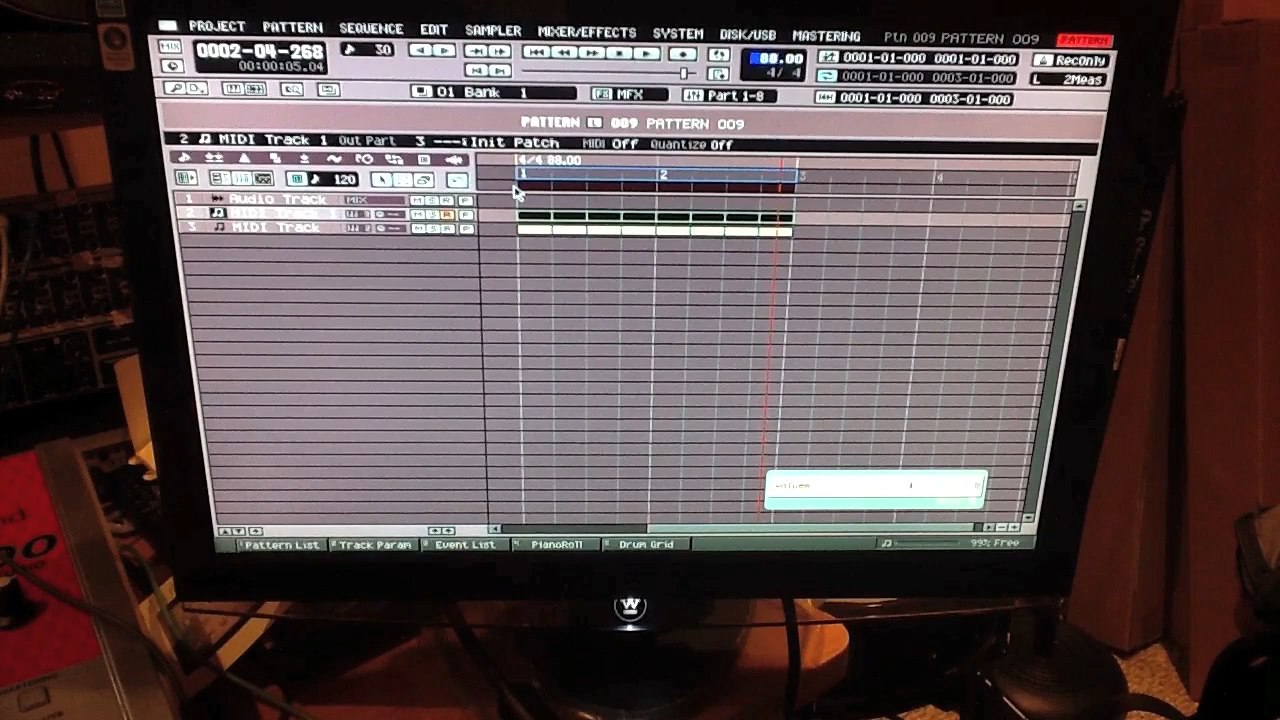 PROJECT PATTERN SEQUENCE EDIT SAMPLER MIXER/EFFECTS SYSTEM DISK/USB MASTERING Ptn 009 PATTERN 009 PATTERN
MIX 0002-04-268 30 88.00 0001-01-000 0001-01-000 RecOnly
00:00:05.04 4/ 4 0001-01-000 0003-01-000 L 2Meas
01 Bank 1 MFX Part 1-8 0001-01-000 0003-01-000
PATTERN 009 PATTERN 009
2 MIDI Track 1 Out Part 3 Init Patch MIDI Off Quantize Off
4/4 88.00
120 1 2 3 4
1 Audio Track MIX M S R
2 MIDI Track 1 M S R
3 MIDI Track M S R
Pattern List Track Param Event List PianoRoll Drum Grid 99% Free
W